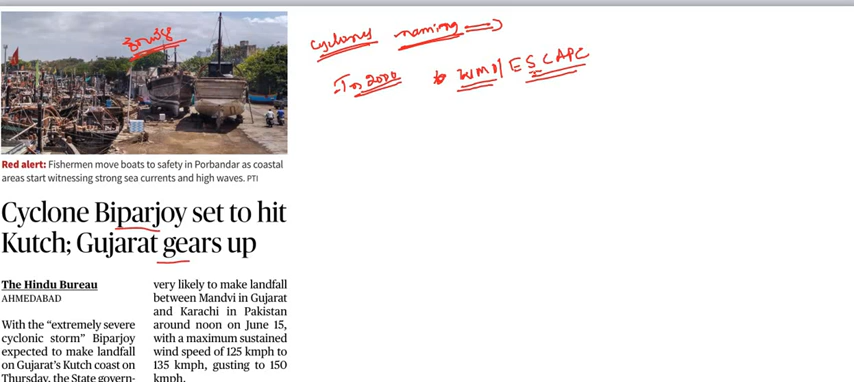 cyclones naming
In 2000 WMO/ESCAPC
Red alert: Fishermen move boats to safety in Porbandar as coastal
areas start witnessing strong sea currents and high waves. PTI
Cyclone Biparjoy set to hit
Kutch; Gujarat gears up
The Hindu Bureau
AHMEDABAD
With the “extremely severe
cyclonic storm” Biparjoy
expected to make landfall
on Gujarat’s Kutch coast on
Thursday, the State govern-
very likely to make landfall
between Mandvi in Gujarat
and Karachi in Pakistan
around noon on June 15,
with a maximum sustained
wind speed of 125 kmph to
135 kmph, gusting to 150
kmph.